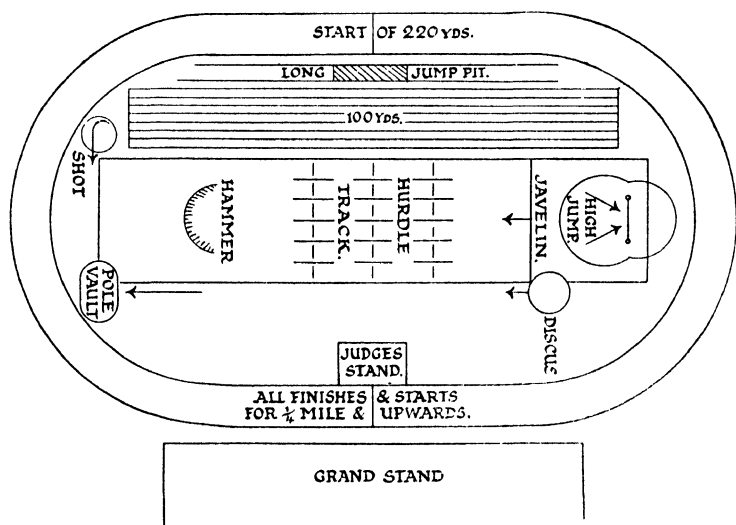 START OF 220 YDS.
LONG JUMP PIT.
100 YDS.
SHOT
HAMMER
TRACK.
HURDLE
JAVELIN.
HIGH
JUMP.
POLE
VAULT
DISCUS
JUDGES
STAND.
ALL FINISHES & STARTS
FOR ¼ MILE & UPWARDS.
GRAND STAND